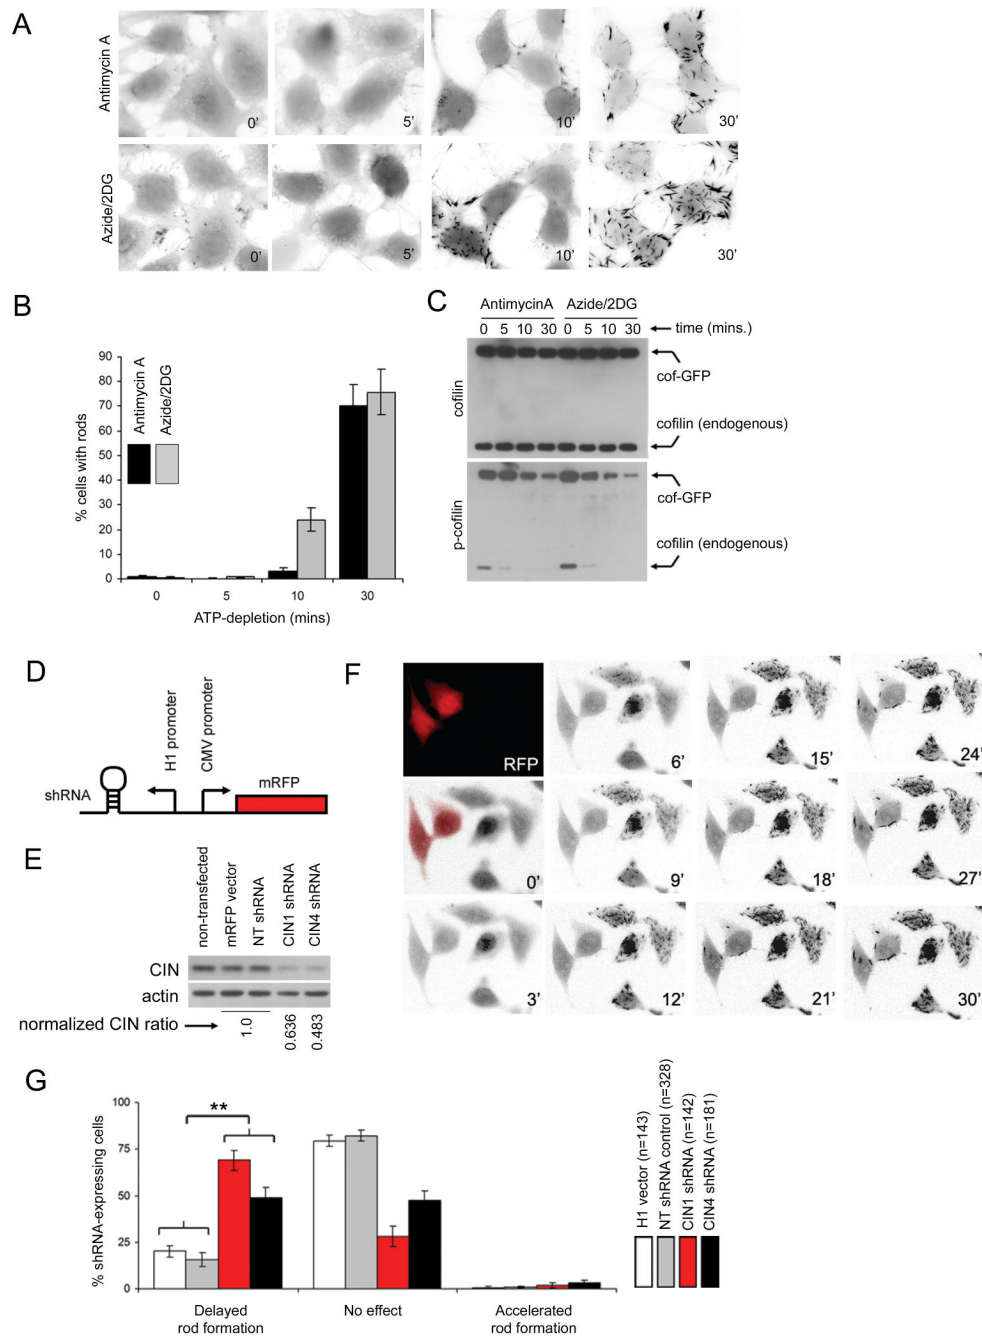 A
Antimycin A
0'
5'
10'
30'
Azide/2DG
0'
5'
10'
30'
B
% cells with rods
90
80
70
60
50
40
30
20
10
0
Antimycin A
Azide/2DG
0 5 10 30
ATP-depletion (mins)
C
AntimycinA Azide/2DG
0 5 10 30 0 5 10 30
time (mins.)
cofilin
cof-GFP
cofilin (endogenous)
p-cofilin
cof-GFP
cofilin (endogenous)
D
H1 promoter
CMV promoter
shRNA
mRFP
E
non-transfected
mRFP vector
NT shRNA
CIN1 shRNA
CIN4 shRNA
CIN
actin
normalized CIN ratio
1.0
0.636
0.483
F
RFP
6'
15'
24'
0'
9'
18'
27'
3'
12'
21'
30'
G
% shRNA-expressing cells
100
75
50
25
0
**
Delayed
rod formation
No effect
Accelerated
rod formation
H1 vector (n=143)
NT shRNA control (n=328)
CIN1 shRNA (n=142)
CIN4 shRNA (n=181)